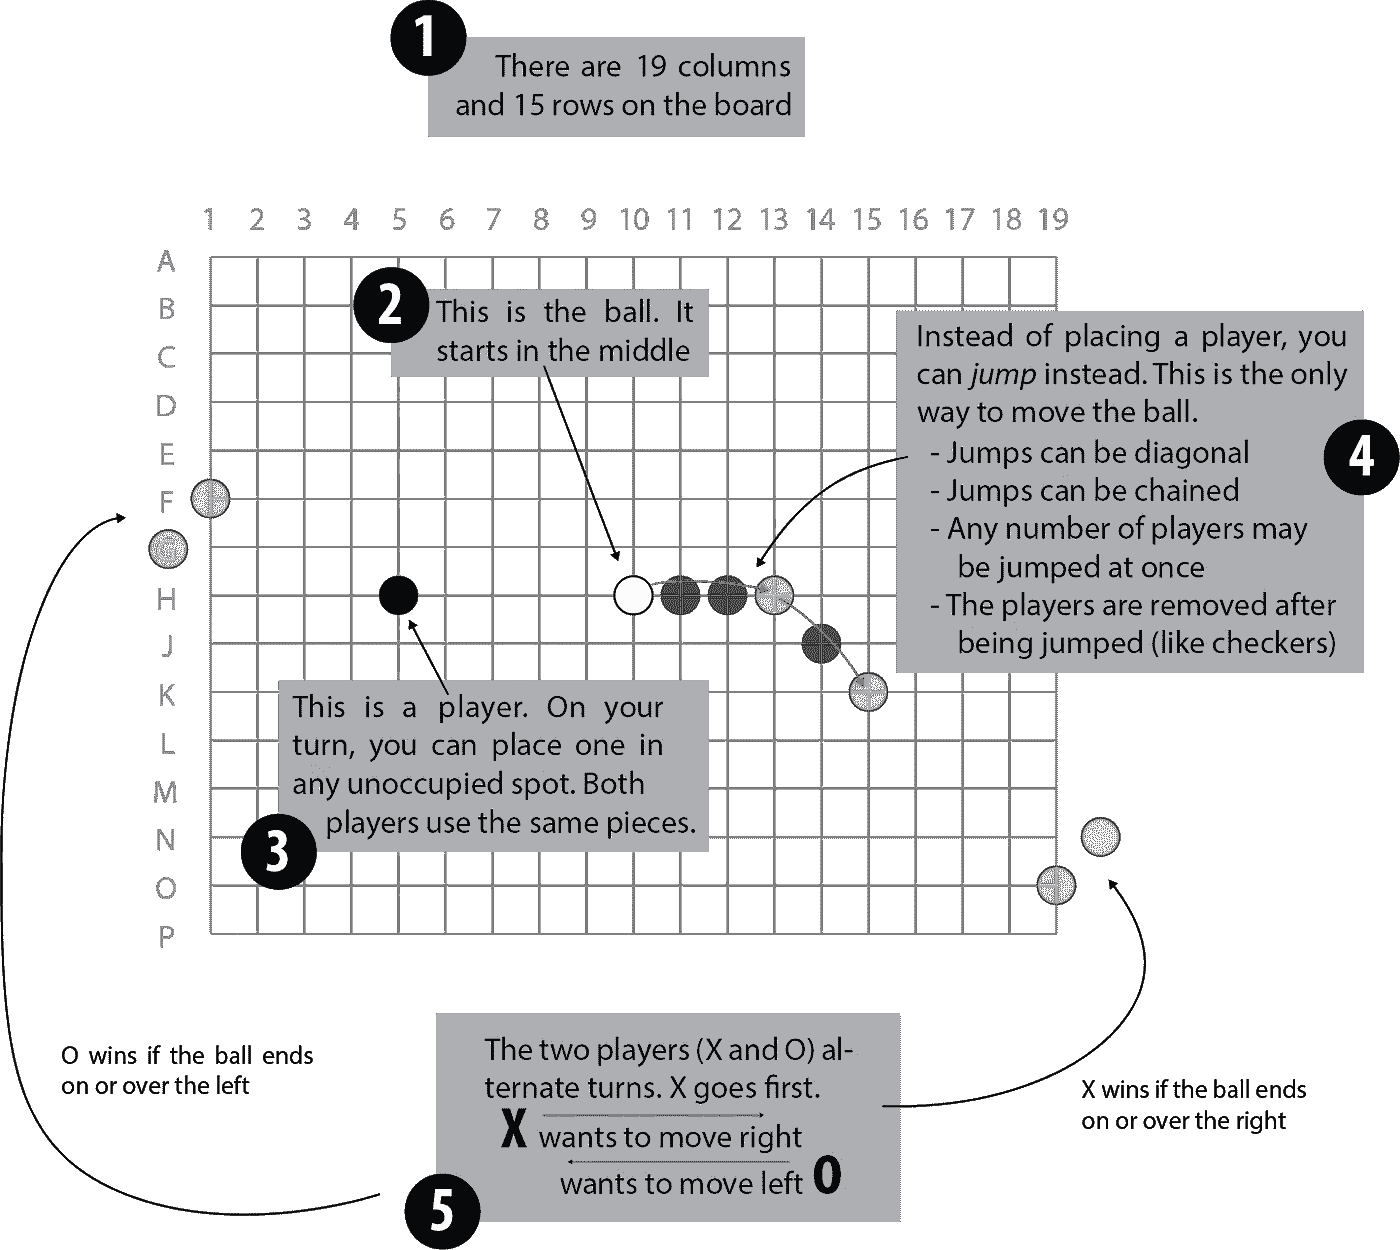 1
There are 19 columns
and 15 rows on the board
1 2 3 4 5 6 7 8 9 10 11 12 13 14 15 16 17 18 19
A
B
C
D
E
F
G
H
J
K
L
M
N
O
P
2
This is the ball. It
starts in the middle
Instead of placing a player, you
can jump instead. This is the only
way to move the ball.
- Jumps can be diagonal
- Jumps can be chained
- Any number of players may
be jumped at once
- The players are removed after
being jumped (like checkers)
4
This is a player. On your
turn, you can place one in
any unoccupied spot. Both
players use the same pieces.
3
O wins if the ball ends
on or over the left
The two players (X and O) al-
ternate turns. X goes first.
X wants to move right
wants to move left O
5
X wins if the ball ends
on or over the right